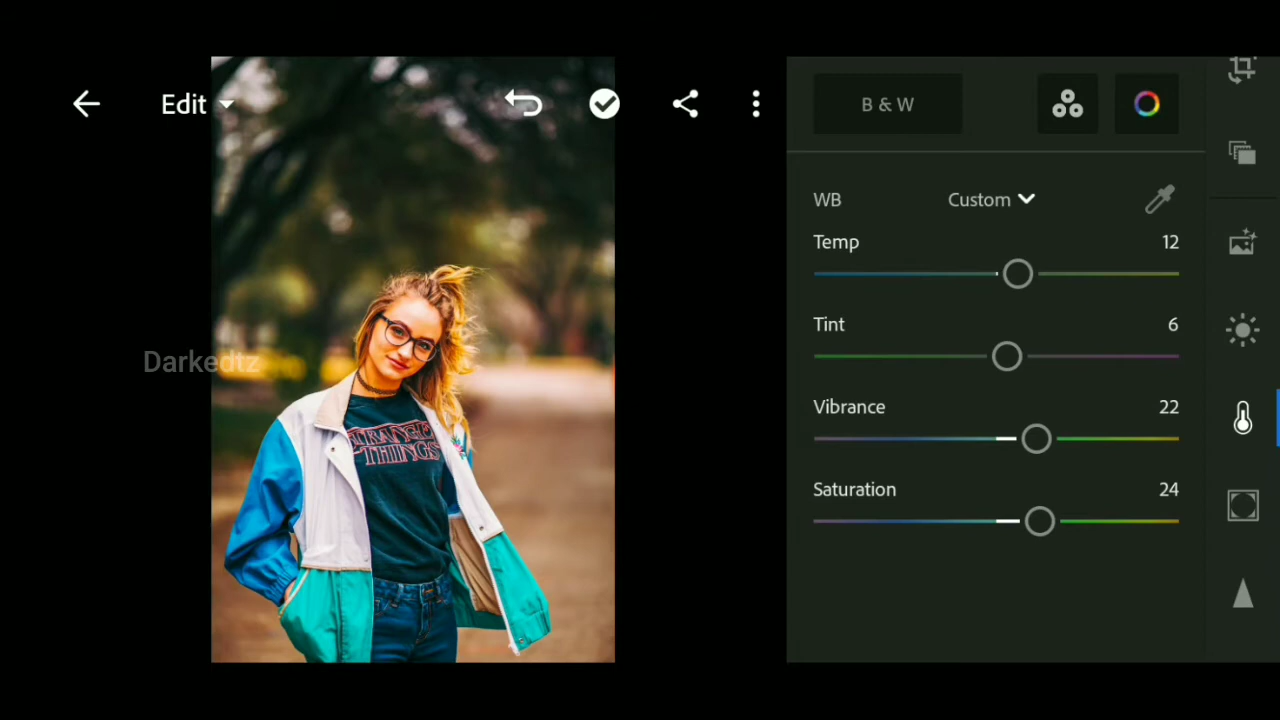 Edit
B & W
WB Custom
Temp 12
Tint 6
Vibrance 22
Saturation 24
Darkedtz
STRANGER
THINGS